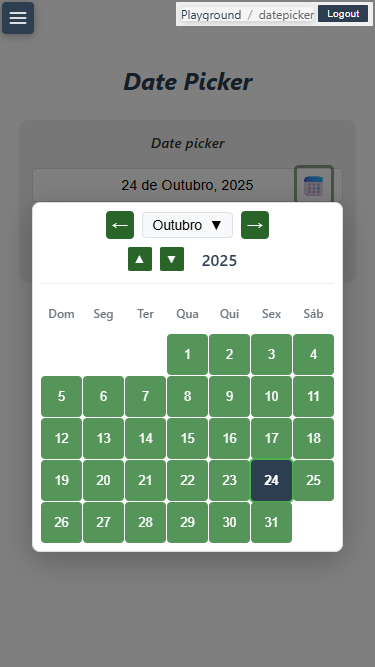 Playground / datepicker Logout
Date Picker
Date picker
24 de Outubro, 2025
← Outubro ▼ →
▲ ▼ 2025
Dom Seg Ter Qua Qui Sex Sáb
1 2 3 4
5 6 7 8 9 10 11
12 13 14 15 16 17 18
19 20 21 22 23 24 25
26 27 28 29 30 31